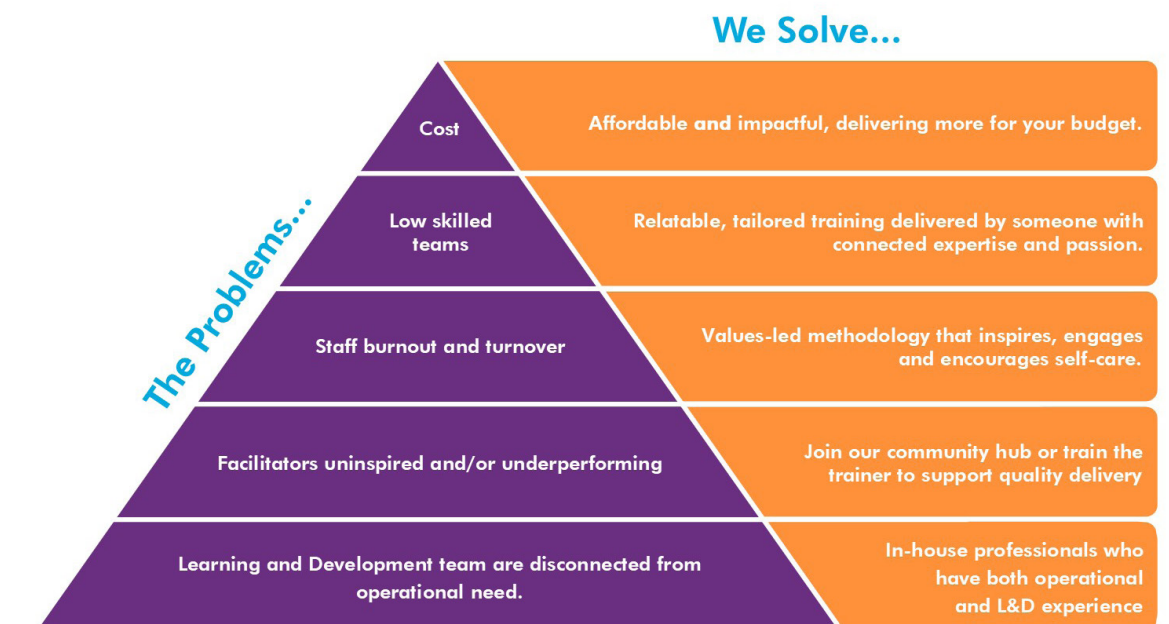 We Solve...
The Problems...
Cost
Affordable and impactful, delivering more for your budget.
Low skilled
teams
Relatable, tailored training delivered by someone with
connected expertise and passion.
Staff burnout and turnover
Values-led methodology that inspires, engages
and encourages self-care.
Facilitators uninspired and/or underperforming
Join our community hub or train the
trainer to support quality delivery
Learning and Development team are disconnected from
operational need.
In-house professionals who
have both operational
and L&D experience